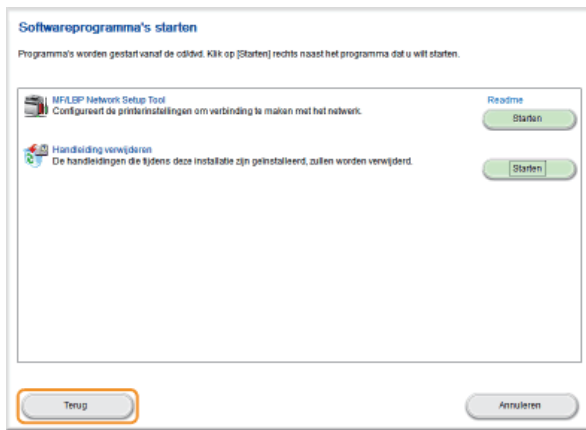 Softwareprogramma's starten
Programma's worden gestart vanaf de cd/dvd. Klik op [Starten] rechts naast het programma dat u wilt starten.
MF/LBP Network Setup Tool
Readme
Configureert de printerinstellingen om verbinding te maken met het netwerk.
Starten
Handleiding verwijderen
De handleidingen die tijdens deze installatie zijn geïnstalleerd, zullen worden verwijderd.
Starten
Terug
Annuleren